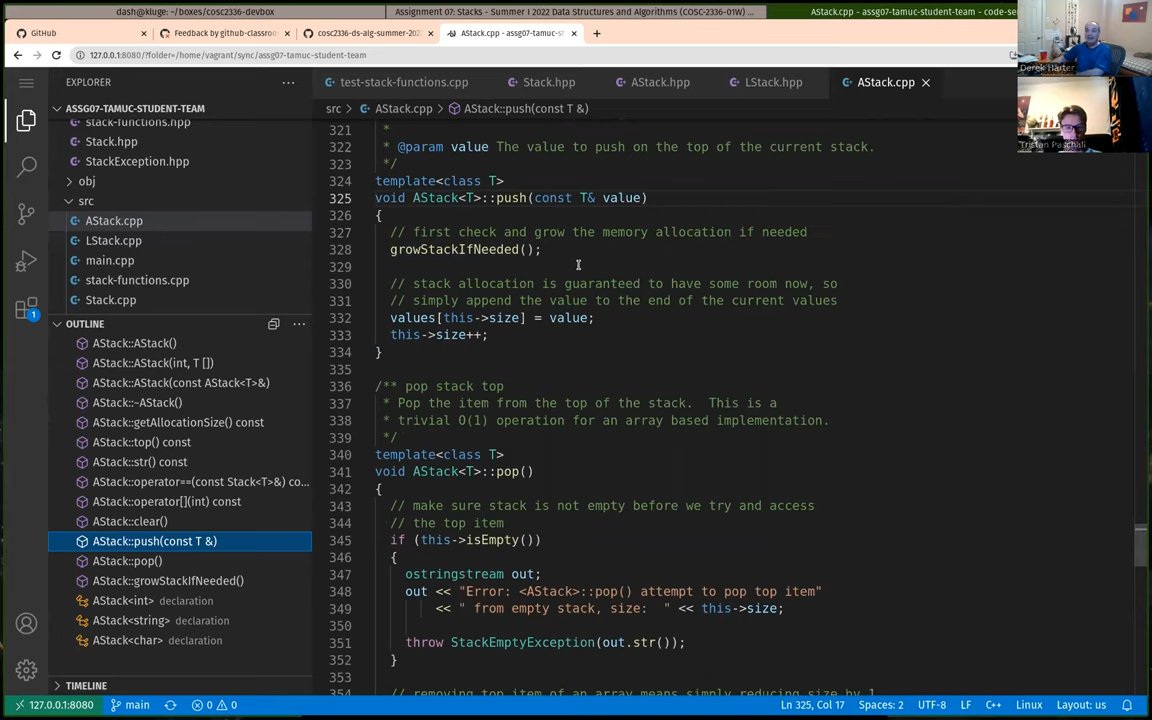 dash@kluge: ~/boxes/cosc2336-devbox
Assignment 07: Stacks - Summer I 2022 Data Structures and Algorithms (COSC-2336-01W)
AStack.cpp - assg07-tamuc-student-team - code-se
GitHub
Feedback by github-classroo
cosc2336-ds-alg-summer-202
AStack.cpp - assg07-tamuc-s
127.0.0.1:8080/?folder=/home/vagrant/sync/assg07-tamuc-student-team
EXPLORER
ASSG07-TAMUC-STUDENT-TEAM
stack-functions.hpp
Stack.hpp
StackException.hpp
obj
src
AStack.cpp
LStack.cpp
main.cpp
stack-functions.cpp
Stack.cpp
OUTLINE
AStack::AStack()
AStack::AStack(int, T [])
AStack::AStack(const AStack<T>&)
AStack::~AStack()
AStack::getAllocationSize() const
AStack::top() const
AStack::str() const
AStack::operator==(const Stack<T>&) co...
AStack::operator[](int) const
AStack::clear()
AStack::push(const T &)
AStack::pop()
AStack::growStackIfNeeded()
AStack<int> declaration
AStack<string> declaration
AStack<char> declaration
TIMELINE
1
test-stack-functions.cpp
Stack.hpp
AStack.hpp
LStack.hpp
AStack.cpp
src > AStack.cpp > AStack::push(const T &)
321 *
322 * @param value The value to push on the top of the current stack.
323 */
324 template<class T>
325 void AStack<T>::push(const T& value)
326 {
327 // first check and grow the memory allocation if needed
328 growStackIfNeeded();
329
330 // stack allocation is guaranteed to have some room now, so
331 // simply append the value to the end of the current values
332 values[this->size] = value;
333 this->size++;
334 }
335
336 /** pop stack top
337 * Pop the item from the top of the stack.  This is a
338 * trivial O(1) operation for an array based implementation.
339 */
340 template<class T>
341 void AStack<T>::pop()
342 {
343 // make sure stack is not empty before we try and access
344 // the top item
345 if (this->isEmpty())
346 {
347 ostringstream out;
348 out << "Error: <AStack>::pop() attempt to pop top item"
349 << " from empty stack, size:  " << this->size;
350
351 throw StackEmptyException(out.str());
352 }
353
354 // removing top item of an array means simply reducing size by 1
Derek Harter
Tristan Paschall
127.0.0.1:8080
main
0 0
Ln 325, Col 17
Spaces: 2
UTF-8
LF
C++
Linux
Layout: us